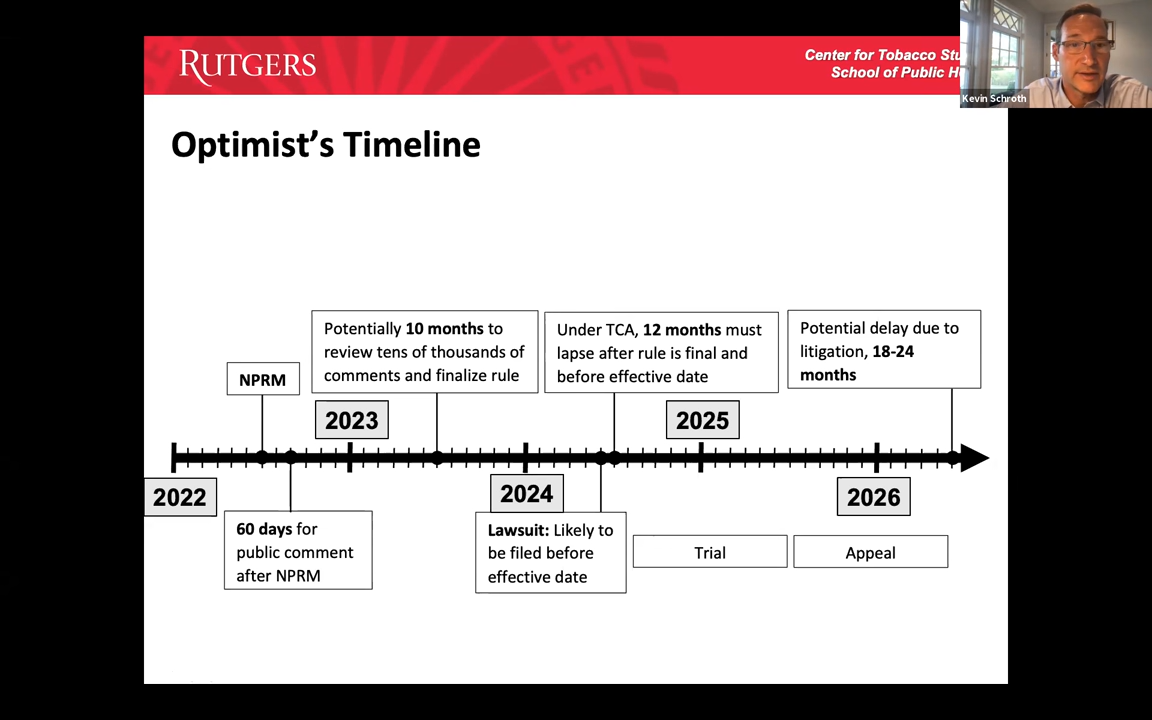 RUTGERS
Center for Tobacco
School of Public
Kevin Schroth
Optimist's Timeline
NPRM
Potentially 10 months to
review tens of thousands of
comments and finalize rule
Under TCA, 12 months must
lapse after rule is final and
before effective date
Potential delay due to
litigation, 18-24
months
2023
2025
2022
2024
2026
60 days for
public comment
after NPRM
Lawsuit: Likely to
be filed before
effective date
Trial
Appeal